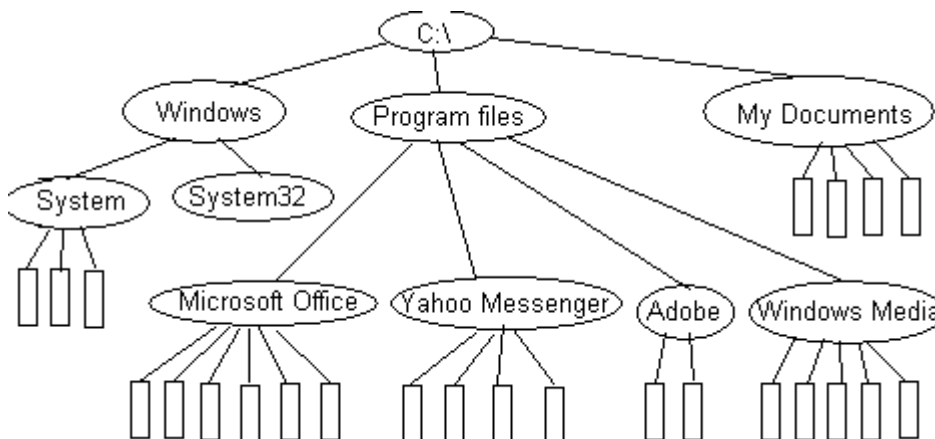 C:\
Windows
Program files
My Documents
System
System32
Microsoft Office
Yahoo Messenger
Adobe
Windows Media